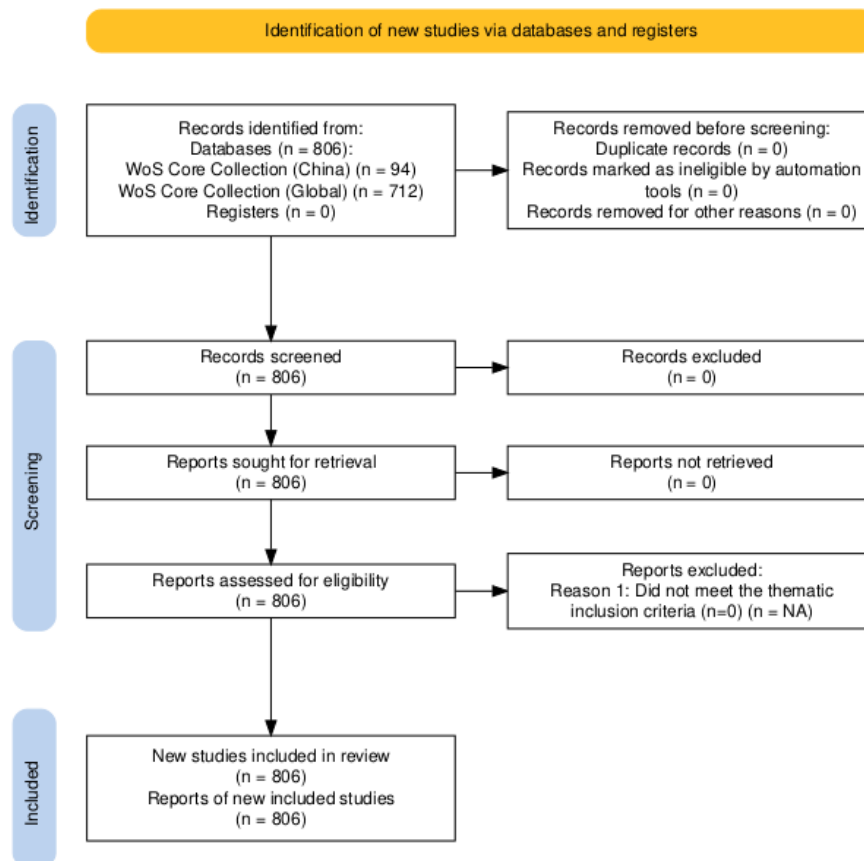 Identification of new studies via databases and registers
Identification
Records identified from:
Databases (n = 806):
WoS Core Collection (China) (n = 94)
WoS Core Collection (Global) (n = 712)
Registers (n = 0)
Records removed before screening:
Duplicate records (n = 0)
Records marked as ineligible by automation
tools (n = 0)
Records removed for other reasons (n = 0)
Screening
Records screened
(n = 806)
Records excluded
(n = 0)
Reports sought for retrieval
(n = 806)
Reports not retrieved
(n = 0)
Reports assessed for eligibility
(n = 806)
Reports excluded:
Reason 1: Did not meet the thematic
inclusion criteria (n=0) (n = NA)
Included
New studies included in review
(n = 806)
Reports of new included studies
(n = 806)